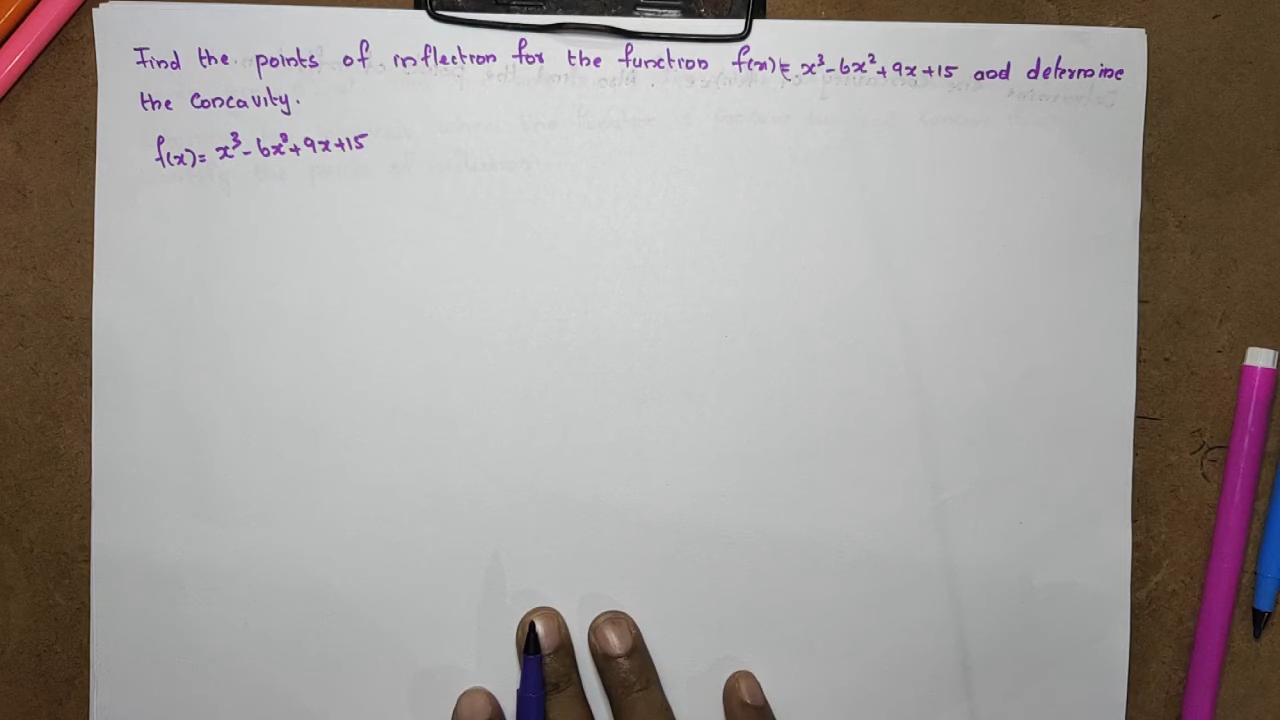 Find the points of inflection for the function f(x) = x³-6x²+9x+15 and determine
the concavity.
f(x)= x³-6x²+9x+15